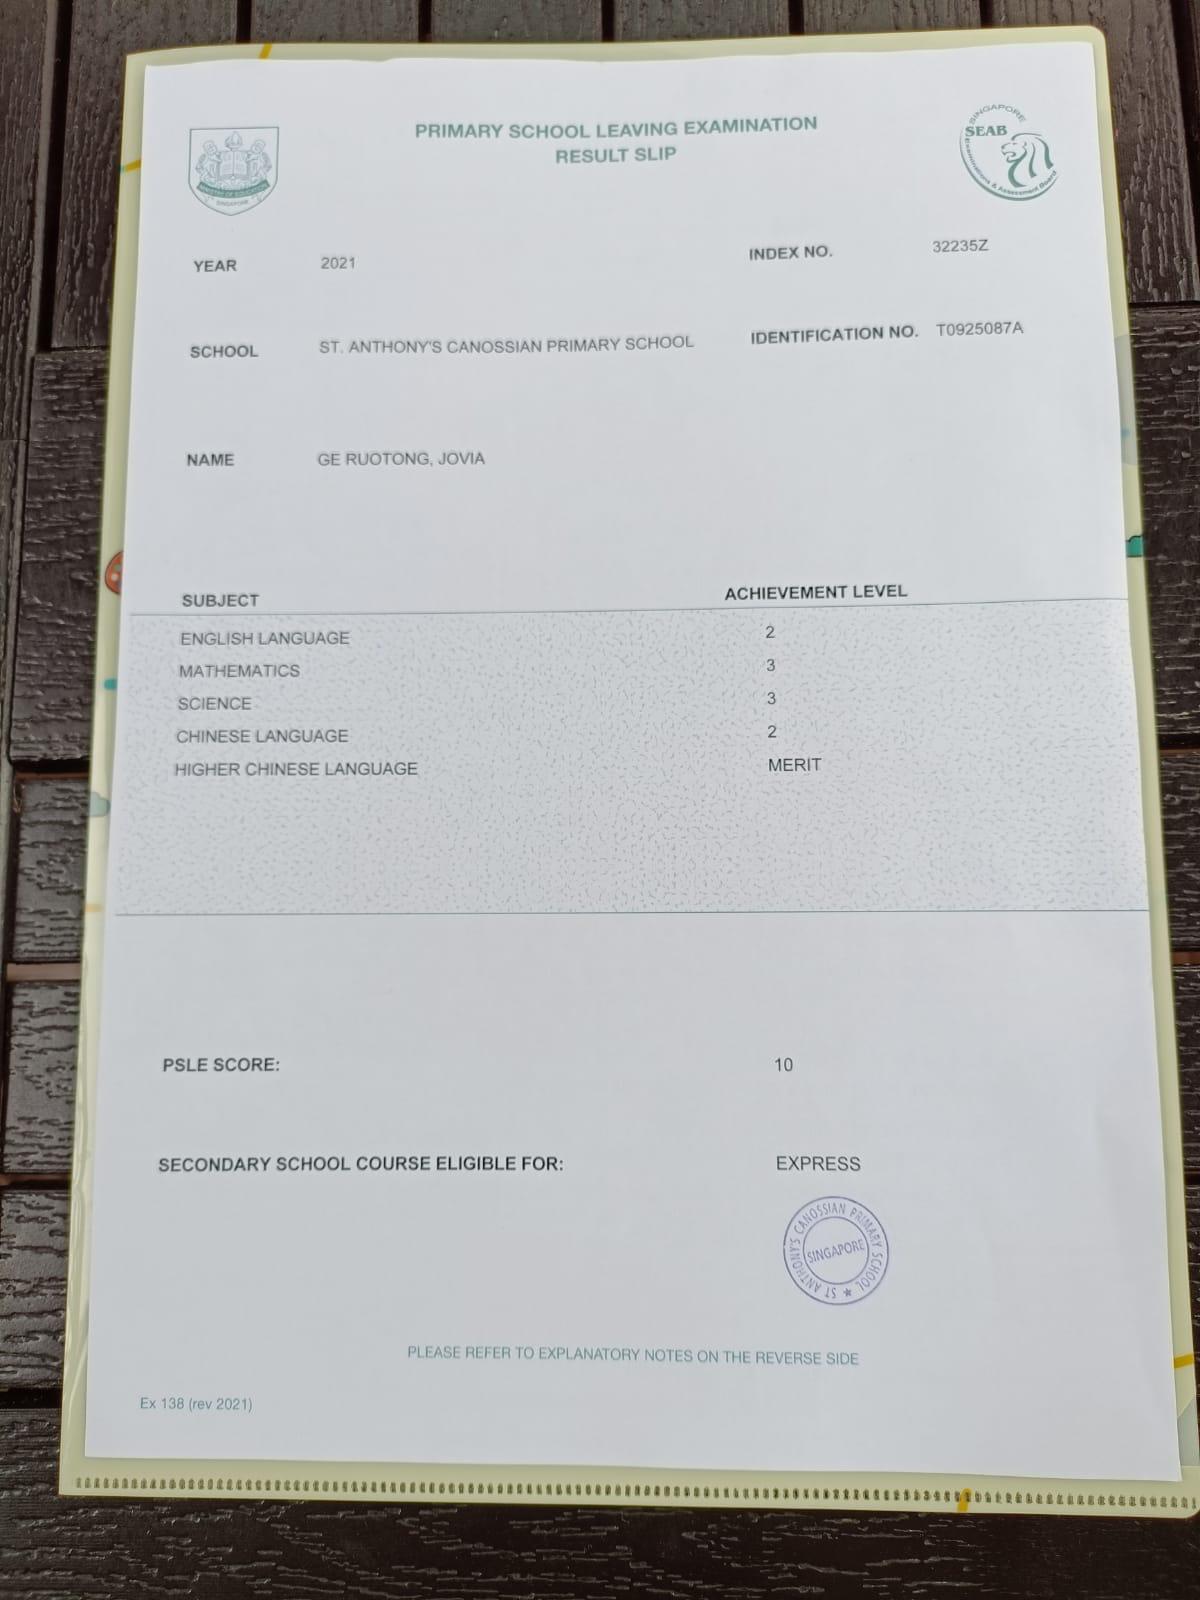 PRIMARY SCHOOL LEAVING EXAMINATION
RESULT SLIP
MINISTRY OF EDUCATION
SINGAPORE
SINGAPORE
SEAB
Examinations & Assessment Board
YEAR 2021 INDEX NO. 32235Z
SCHOOL ST. ANTHONY'S CANOSSIAN PRIMARY SCHOOL IDENTIFICATION NO. T0925087A
NAME GE RUOTONG, JOVIA
SUBJECT ACHIEVEMENT LEVEL
ENGLISH LANGUAGE 2
MATHEMATICS 3
SCIENCE 3
CHINESE LANGUAGE 2
HIGHER CHINESE LANGUAGE MERIT
PSLE SCORE: 10
SECONDARY SCHOOL COURSE ELIGIBLE FOR: EXPRESS
ST ANTHONY'S CANOSSIAN PRIMARY SCHOOL
SINGAPORE
PLEASE REFER TO EXPLANATORY NOTES ON THE REVERSE SIDE
Ex 138 (rev 2021)